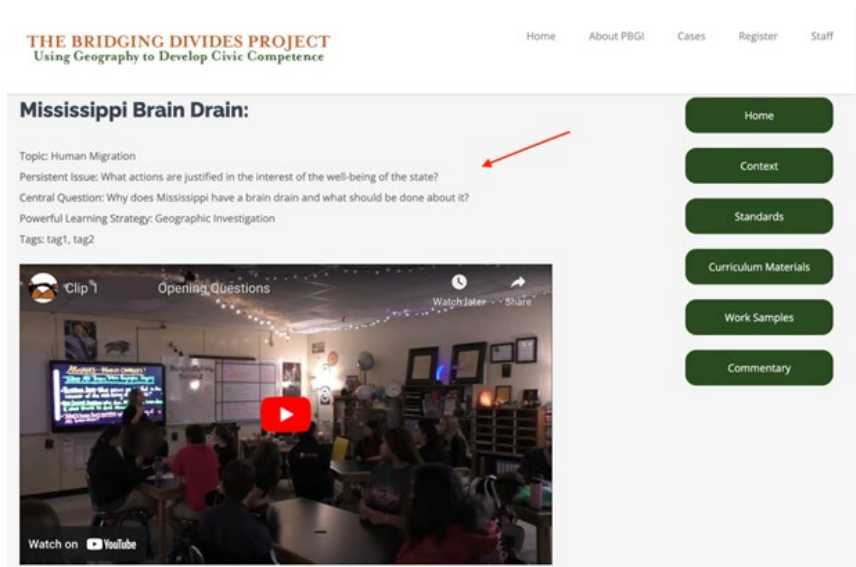 THE BRIDGING DIVIDES PROJECT
Using Geography to Develop Civic Competence
Home About PBGI Cases Register Staff
Mississippi Brain Drain:
Topic: Human Migration
Persistent Issue: What actions are justified in the interest of the well-being of the state?
Central Question: Why does Mississippi have a brain drain and what should be done about it?
Powerful Learning Strategy: Geographic Investigation
Tags: tag1, tag2
Clip 1 Opening Questions
Watch later Share
Watch on YouTube
Home
Context
Standards
Curriculum Materials
Work Samples
Commentary